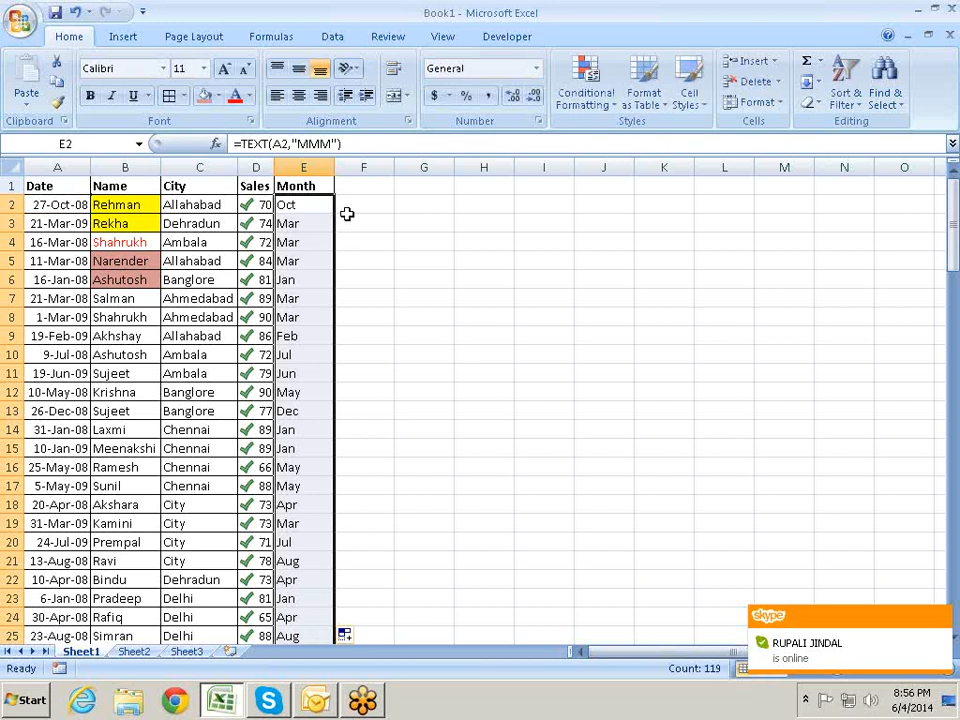 Book1 - Microsoft Excel
Home Insert Page Layout Formulas Data Review View Developer
Paste
Calibri 11
B I U
General
$ % ,
Conditional Formatting
Format as Table
Cell Styles
Insert
Delete
Format
Σ
Sort & Filter
Find & Select
Clipboard Font Alignment Number Styles Cells Editing
E2 fx =TEXT(A2,"MMM")
A B C D E F G H I J K L M N O
1 Date Name City Sales Month
2 27-Oct-08 Rehman Allahabad 70 Oct
3 21-Mar-09 Rekha Dehradun 74 Mar
4 16-Mar-08 Shahrukh Ambala 72 Mar
5 11-Mar-08 Narender Allahabad 84 Mar
6 16-Jan-08 Ashutosh Banglore 81 Jan
7 21-Mar-08 Salman Ahmedabad 89 Mar
8 1-Mar-09 Shahrukh Ahmedabad 90 Mar
9 19-Feb-09 Akhshay Allahabad 86 Feb
10 9-Jul-08 Ashutosh Ambala 72 Jul
11 19-Jun-09 Sujeet Ambala 79 Jun
12 10-May-08 Krishna Banglore 90 May
13 26-Dec-08 Sujeet Banglore 77 Dec
14 31-Jan-08 Laxmi Chennai 89 Jan
15 10-Jan-09 Meenakshi Chennai 89 Jan
16 25-May-08 Ramesh Chennai 66 May
17 5-May-09 Sunil Chennai 88 May
18 20-Apr-08 Akshara City 73 Apr
19 31-Mar-09 Kamini City 73 Mar
20 24-Jul-09 Prempal City 71 Jul
21 13-Aug-08 Ravi City 78 Aug
22 10-Apr-08 Bindu Dehradun 73 Apr
23 6-Jan-08 Pradeep Delhi 81 Jan
24 30-Apr-08 Rafiq Delhi 65 Apr
25 23-Aug-08 Simran Delhi 88 Aug
skype
RUPALI JINDAL
is online
Sheet1 Sheet2 Sheet3
Ready Count: 119
Start
8:56 PM
6/4/2014